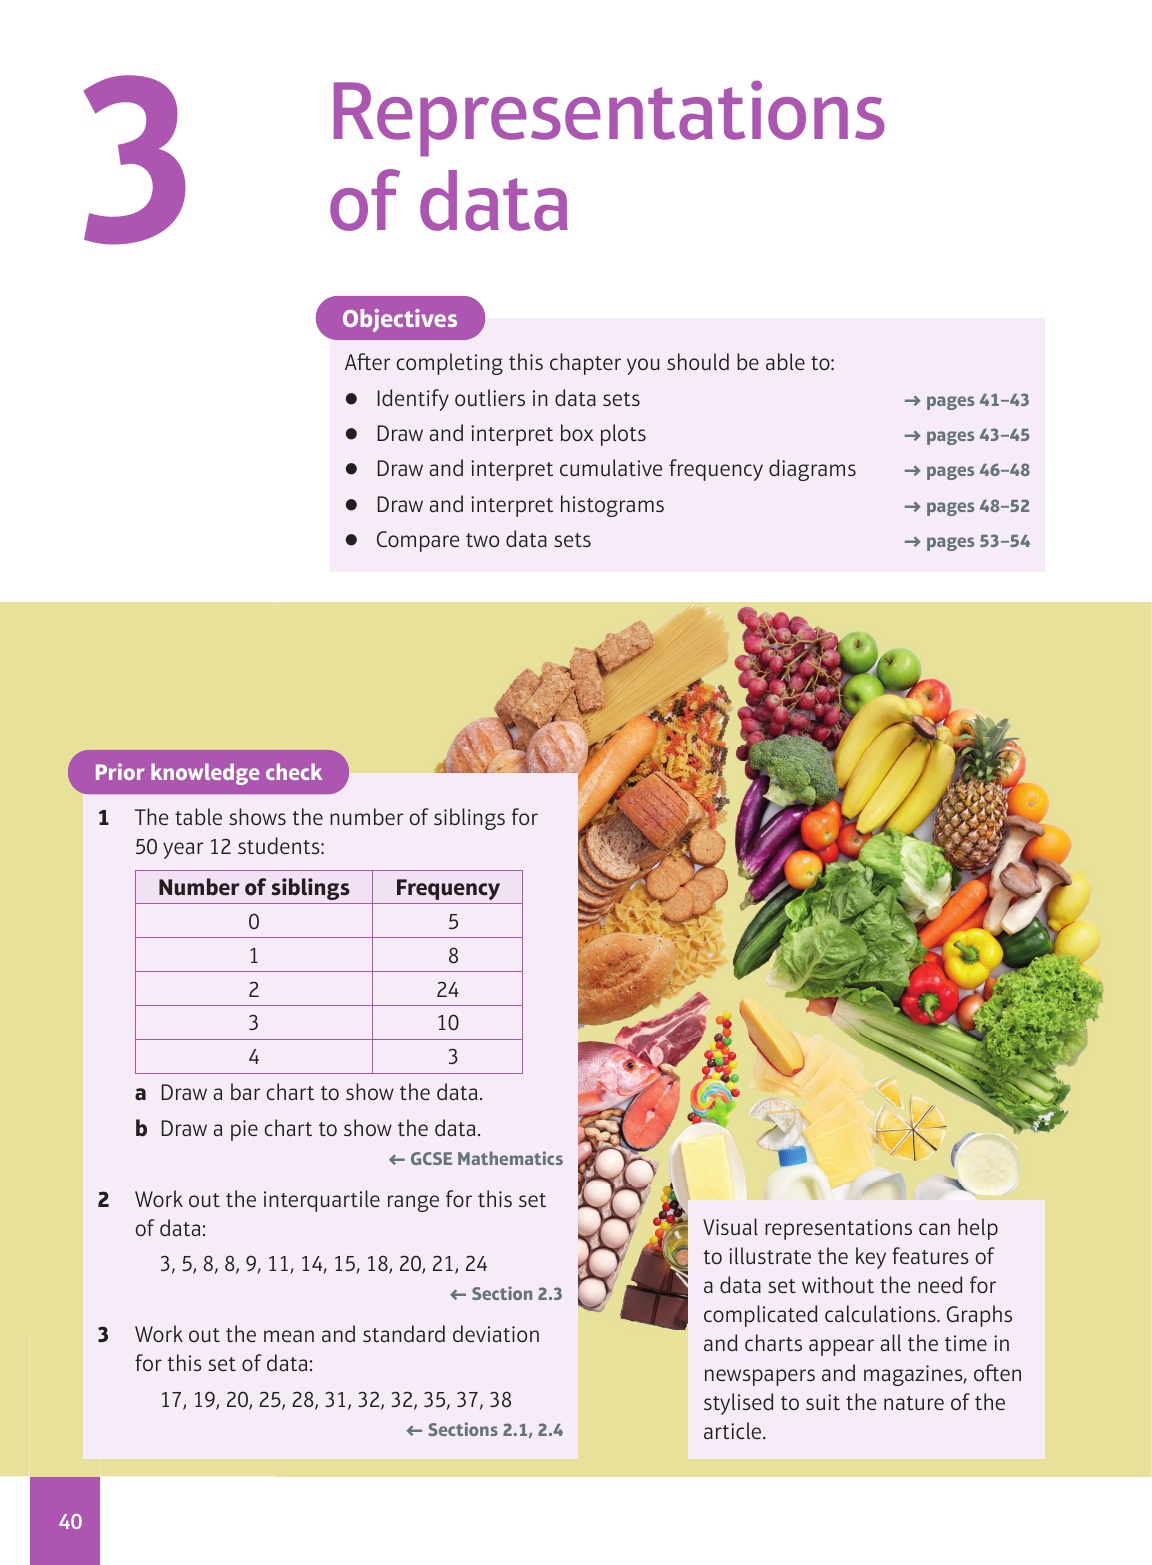 3
Representations
of data
Objectives
After completing this chapter you should be able to:
● Identify outliers in data sets → pages 41–43
● Draw and interpret box plots → pages 43–45
● Draw and interpret cumulative frequency diagrams → pages 46–48
● Draw and interpret histograms → pages 48–52
● Compare two data sets → pages 53–54
Prior knowledge check
1 The table shows the number of siblings for
50 year 12 students:
Number of siblings Frequency
0 5
1 8
2 24
3 10
4 3
a Draw a bar chart to show the data.
b Draw a pie chart to show the data.
← GCSE Mathematics
2 Work out the interquartile range for this set
of data:
3, 5, 8, 8, 9, 11, 14, 15, 18, 20, 21, 24
← Section 2.3
3 Work out the mean and standard deviation
for this set of data:
17, 19, 20, 25, 28, 31, 32, 32, 35, 37, 38
← Sections 2.1, 2.4
Visual representations can help
to illustrate the key features of
a data set without the need for
complicated calculations. Graphs
and charts appear all the time in
newspapers and magazines, often
stylised to suit the nature of the
article.
40